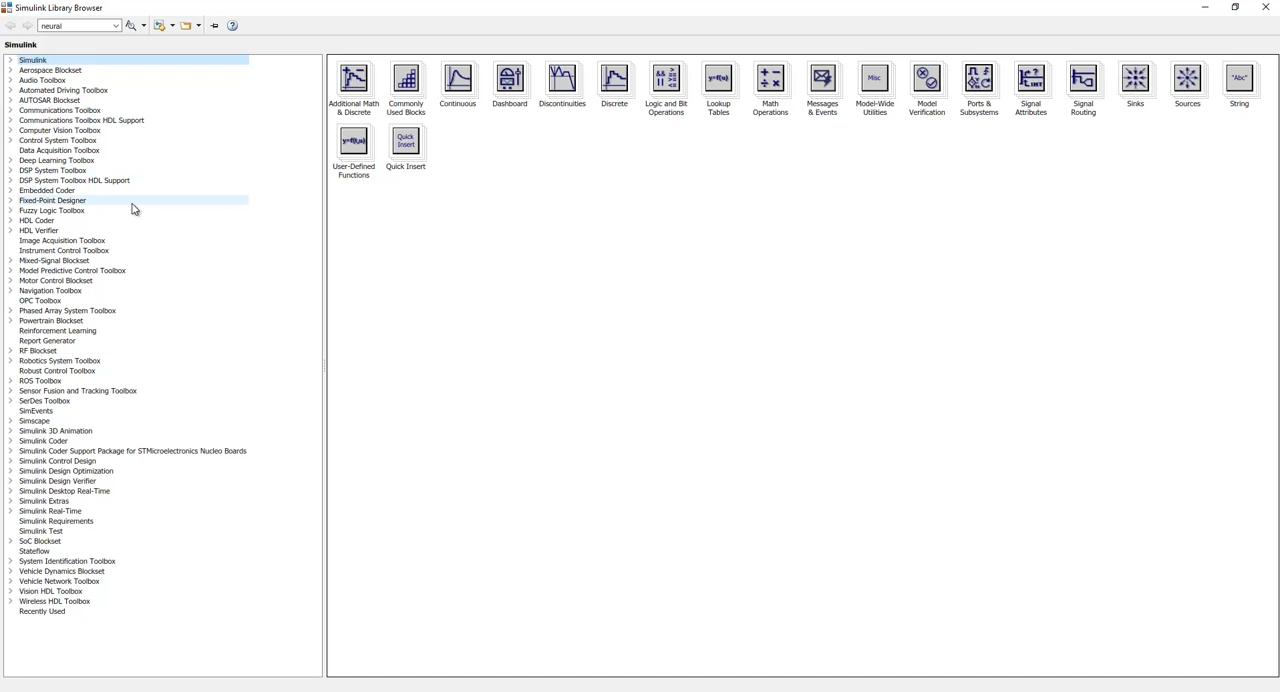 Simulink Library Browser
neural
Simulink
Simulink
Aerospace Blockset
Audio Toolbox
Automated Driving Toolbox
AUTOSAR Blockset
Communications Toolbox
Communications Toolbox HDL Support
Computer Vision Toolbox
Control System Toolbox
Data Acquisition Toolbox
Deep Learning Toolbox
DSP System Toolbox
DSP System Toolbox HDL Support
Embedded Coder
Fixed-Point Designer
Fuzzy Logic Toolbox
HDL Coder
HDL Verifier
Image Acquisition Toolbox
Instrument Control Toolbox
Mixed-Signal Blockset
Model Predictive Control Toolbox
Motor Control Blockset
Navigation Toolbox
OPC Toolbox
Phased Array System Toolbox
Powertrain Blockset
Reinforcement Learning
Report Generator
RF Blockset
Robotics System Toolbox
Robust Control Toolbox
ROS Toolbox
Sensor Fusion and Tracking Toolbox
SerDes Toolbox
SimEvents
Simscape
Simulink 3D Animation
Simulink Coder
Simulink Coder Support Package for STMicroelectronics Nucleo Boards
Simulink Control Design
Simulink Design Optimization
Simulink Design Verifier
Simulink Desktop Real-Time
Simulink Extras
Simulink Real-Time
Simulink Requirements
Simulink Test
SoC Blockset
Stateflow
System Identification Toolbox
Vehicle Dynamics Blockset
Vehicle Network Toolbox
Vision HDL Toolbox
Wireless HDL Toolbox
Recently Used
y=f(u)
Misc
"Abc"
Additional Math & Discrete
Commonly Used Blocks
Continuous
Dashboard
Discontinuities
Discrete
Logic and Bit Operations
Lookup Tables
Math Operations
Messages & Events
Model-Wide Utilities
Model Verification
Ports & Subsystems
Signal Attributes
Signal Routing
Sinks
Sources
String
Quick Insert
User-Defined Functions
Quick Insert